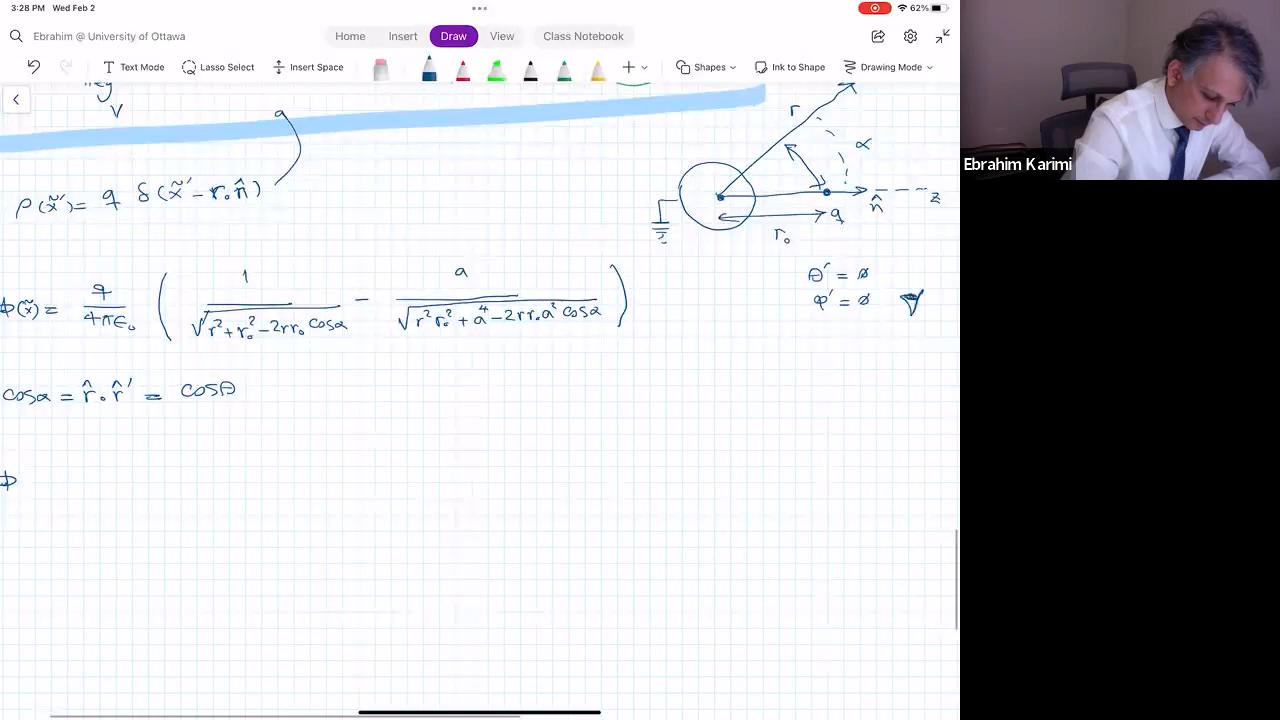 3:28 PM Wed Feb 2
62%
Ebrahim @ University of Ottawa
Home Insert Draw View Class Notebook
Text Mode Lasso Select Insert Space Shapes Ink to Shape Drawing Mode
Ebrahim Karimi
r
α
n̂ z
q
r₀
ρ(x̃′) = q δ(x̃′ − r₀n̂)
θ′ = 0
φ′ = 0
Φ(x̃) = q/4πϵ₀ ( 1/√(r² + r₀² − 2rr₀ cosα) − a/√(r²r₀² + a⁴ − 2rr₀a² cosα) )
cosα = r̂ · r̂′ = cosθ
Φ